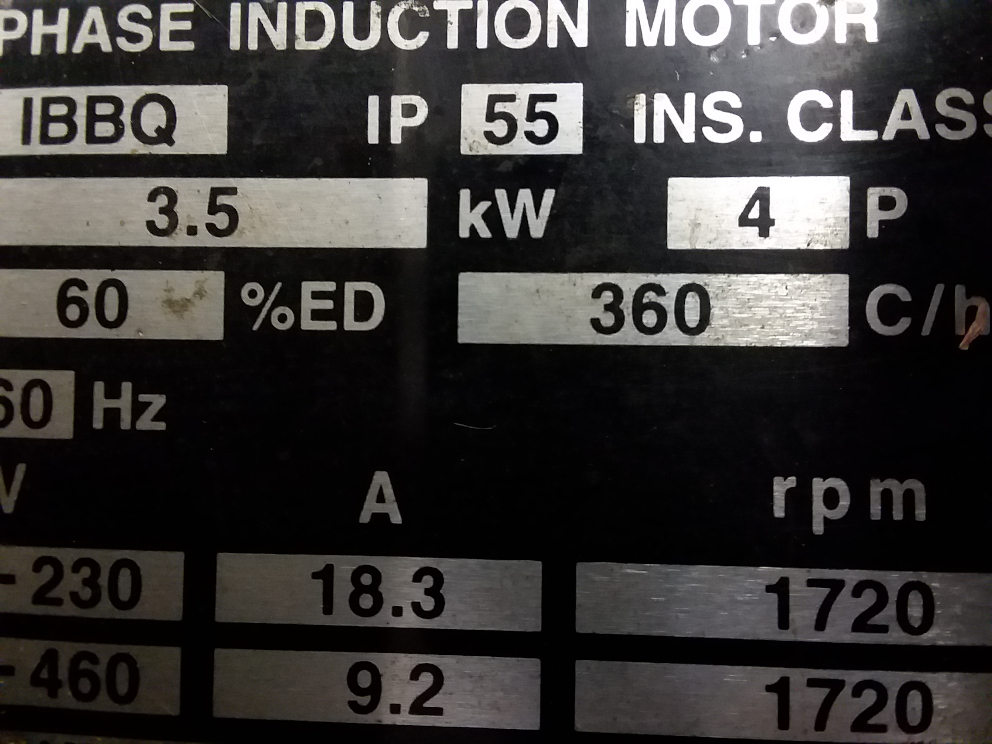 PHASE INDUCTION MOTOR
IBBQ IP 55 INS. CLASS
3.5 kW 4 P
60 %ED 360 C/h
60 Hz
V A rpm
-230 18.3 1720
-460 9.2 1720